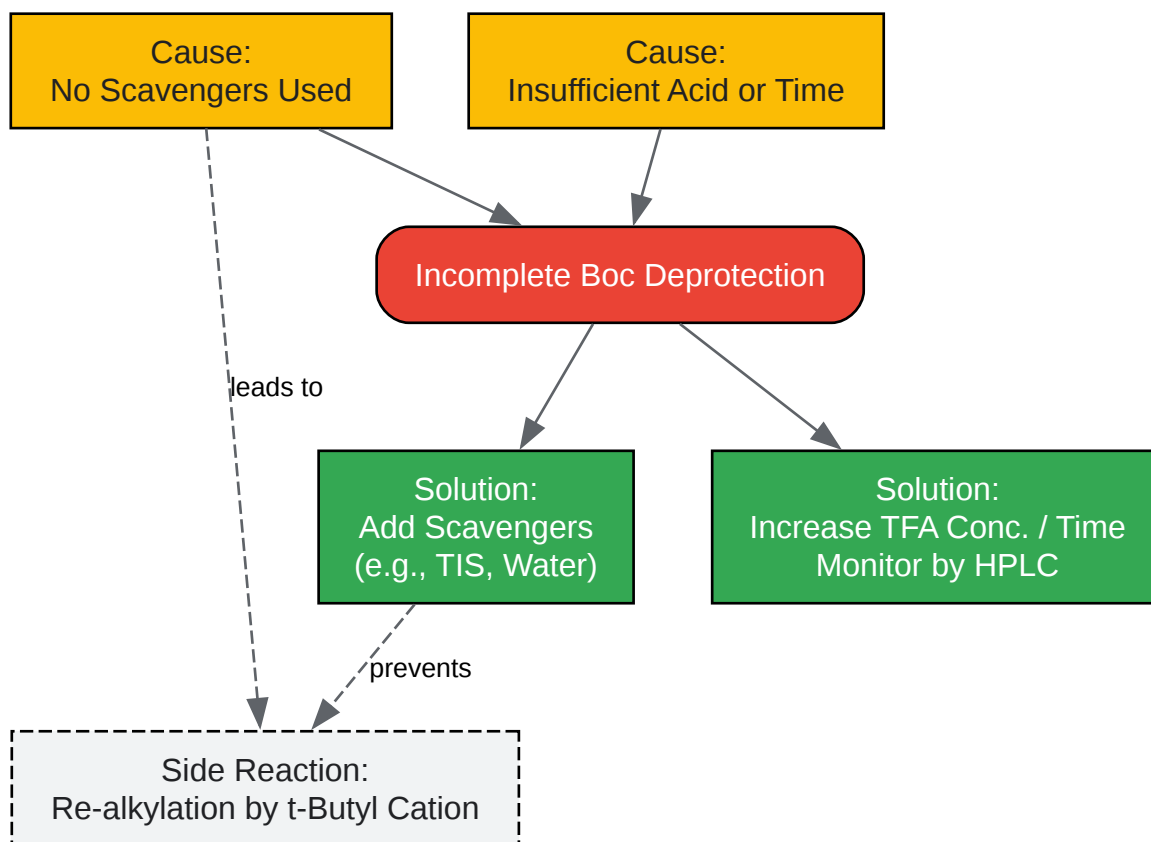 Cause:
No Scavengers Used
Cause:
Insufficient Acid or Time
Incomplete Boc Deprotection
leads to
Solution:
Add Scavengers
(e.g., TIS, Water)
Solution:
Increase TFA Conc. / Time
Monitor by HPLC
prevents
Side Reaction:
Re-alkylation by t-Butyl Cation